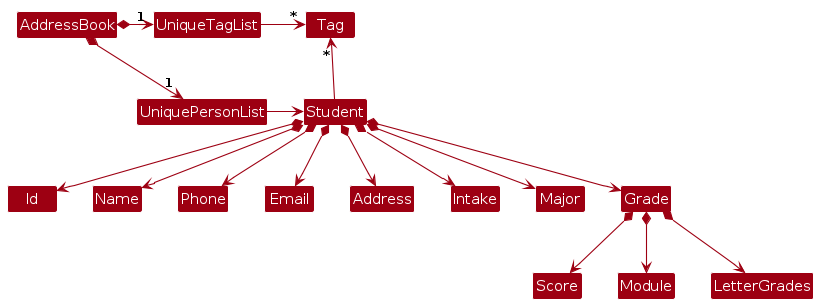 AddressBook
1
UniqueTagList
*
Tag
*
1
UniquePersonList
Student
Id
Name
Phone
Email
Address
Intake
Major
Grade
Score
Module
LetterGrades